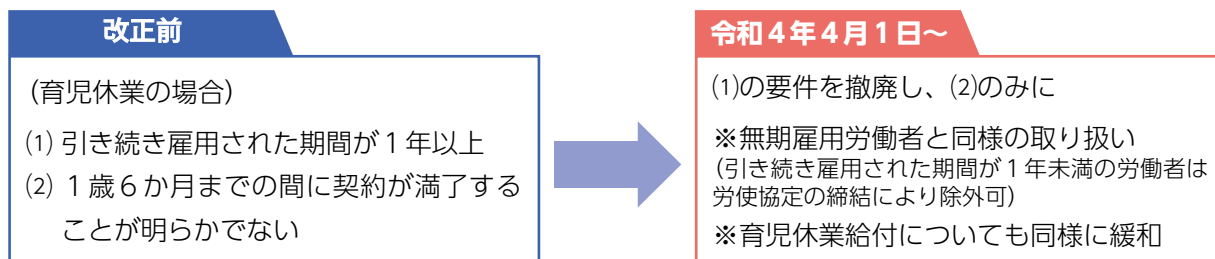 改正前
(育児休業の場合)
⑴ 引き続き雇用された期間が１年以上
⑵ １歳６か月までの間に契約が満了する
ことが明らかでない
令和４年４月１日～
⑴の要件を撤廃し、⑵のみに
※無期雇用労働者と同様の取り扱い
(引き続き雇用された期間が１年未満の労働者は
労使協定の締結により除外可)
※育児休業給付についても同様に緩和